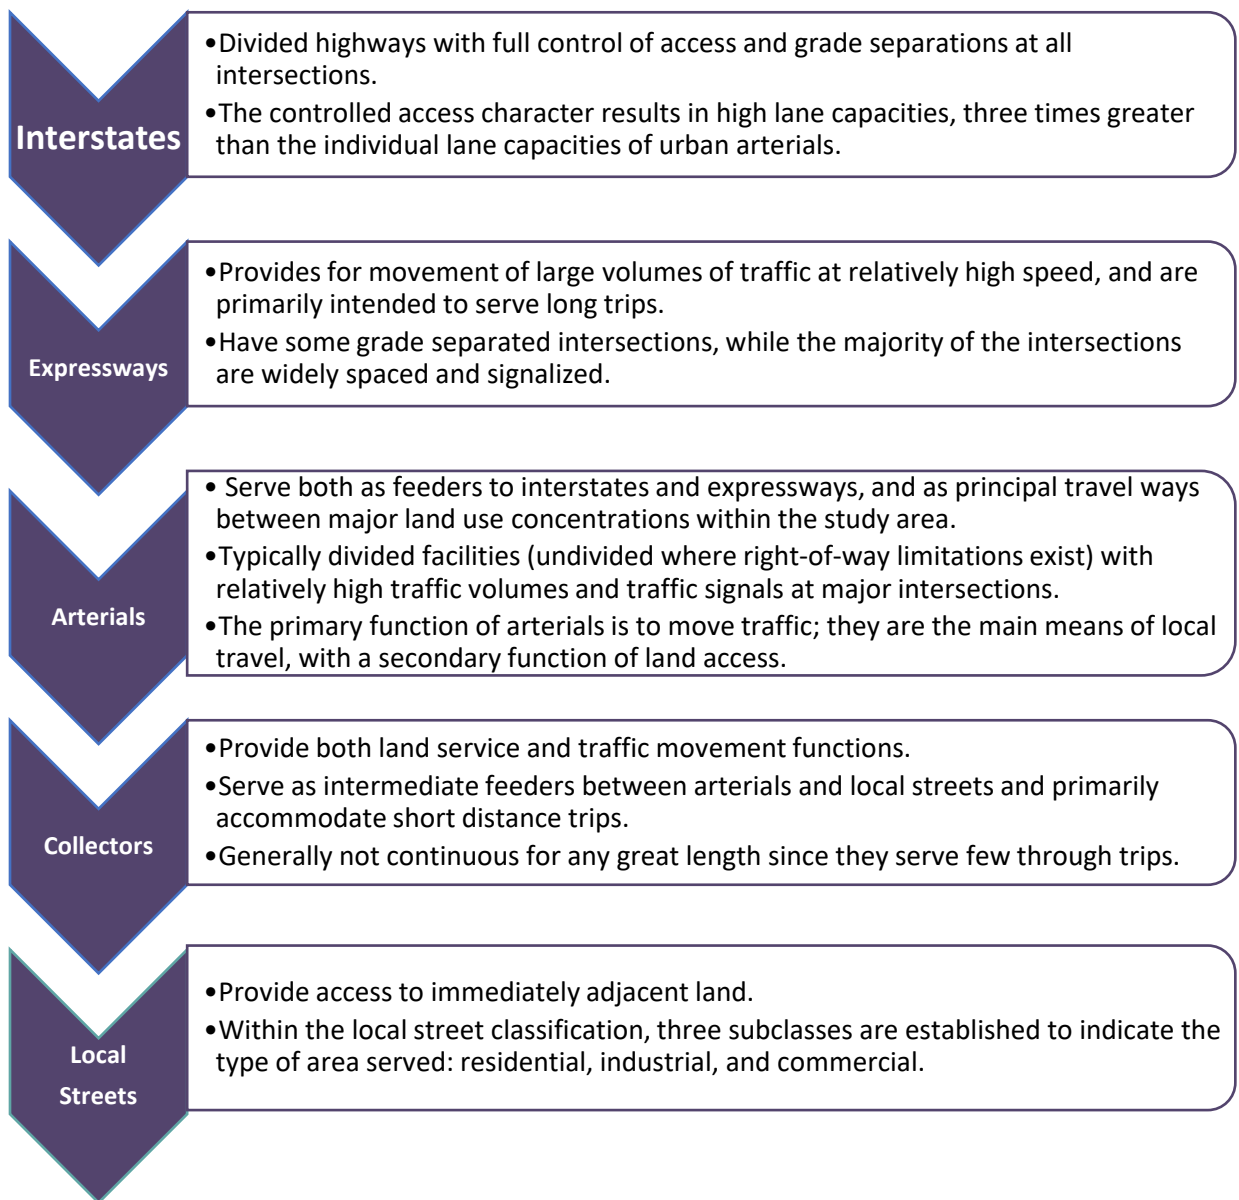 Interstates
•Divided highways with full control of access and grade separations at all
intersections.
•The controlled access character results in high lane capacities, three times greater
than the individual lane capacities of urban arterials.
Expressways
•Provides for movement of large volumes of traffic at relatively high speed, and are
primarily intended to serve long trips.
•Have some grade separated intersections, while the majority of the intersections
are widely spaced and signalized.
Arterials
• Serve both as feeders to interstates and expressways, and as principal travel ways
between major land use concentrations within the study area.
•Typically divided facilities (undivided where right-of-way limitations exist) with
relatively high traffic volumes and traffic signals at major intersections.
•The primary function of arterials is to move traffic; they are the main means of local
travel, with a secondary function of land access.
Collectors
•Provide both land service and traffic movement functions.
•Serve as intermediate feeders between arterials and local streets and primarily
accommodate short distance trips.
•Generally not continuous for any great length since they serve few through trips.
Local
Streets
•Provide access to immediately adjacent land.
•Within the local street classification, three subclasses are established to indicate the
type of area served: residential, industrial, and commercial.